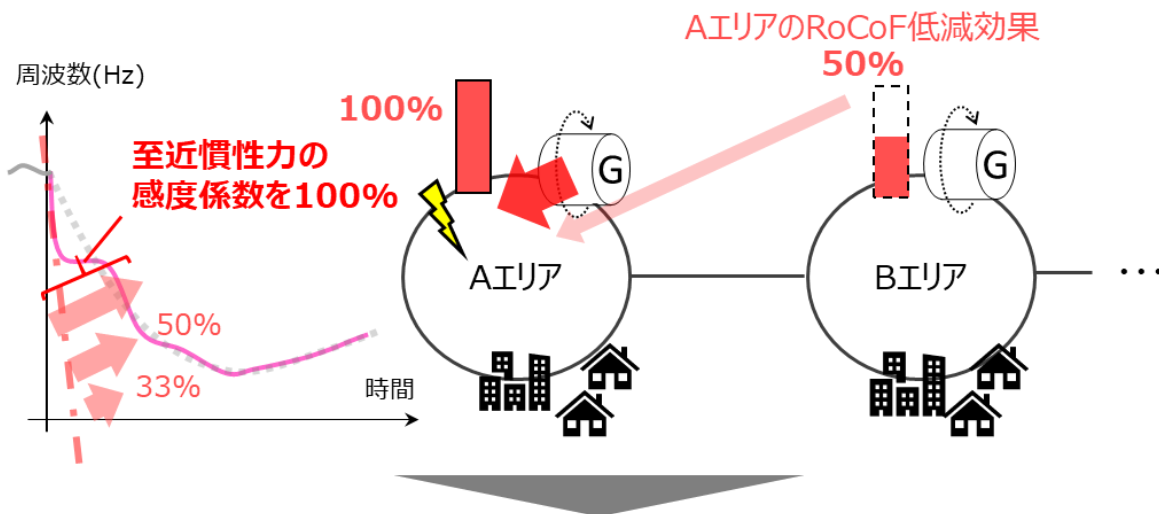 AエリアのRoCoF低減効果
50%
周波数(Hz)
100%
至近慣性力の
感度係数を100%
G
G
Aエリア
Bエリア
・・・
50%
33%
時間